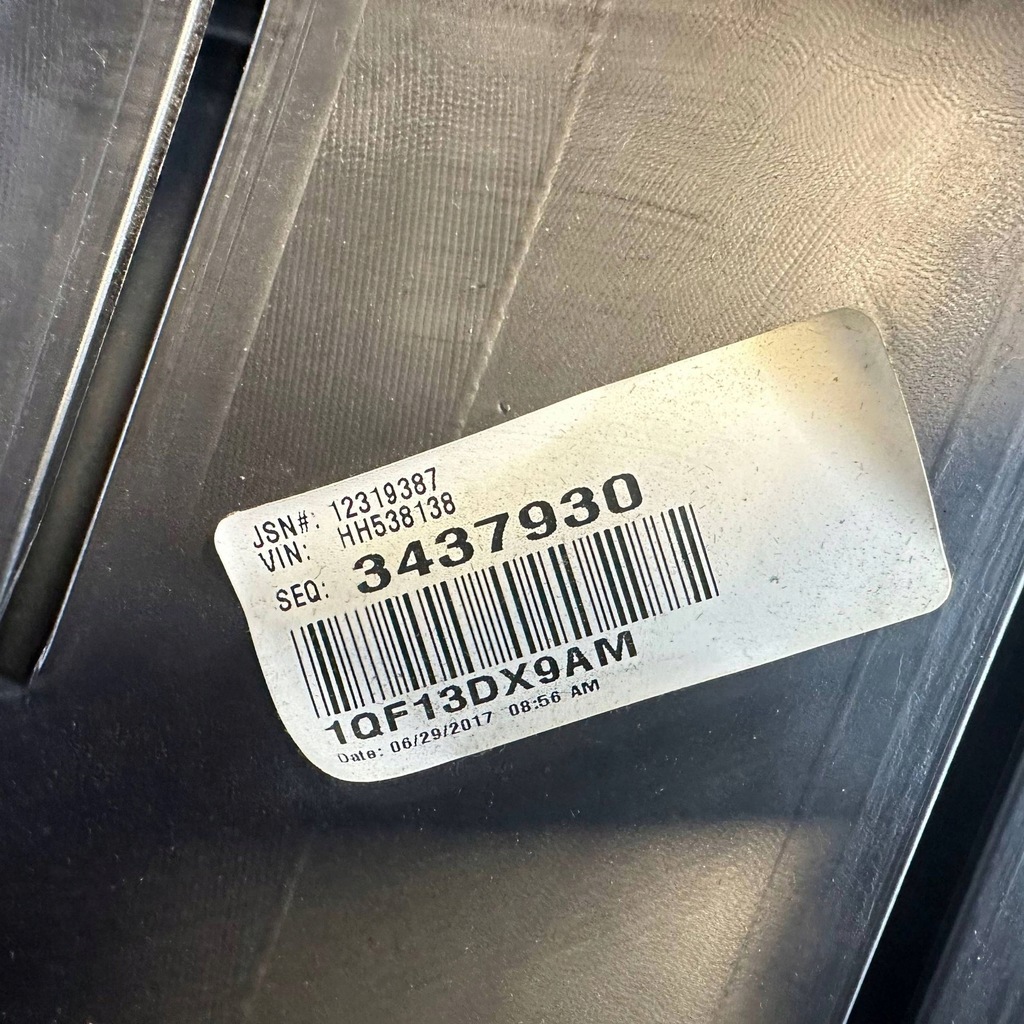 JSN#: 12319387
VIN: HH538138
SEQ: 3437930
1QF13DX9AM
Date: 06/29/2017 08:56 AM